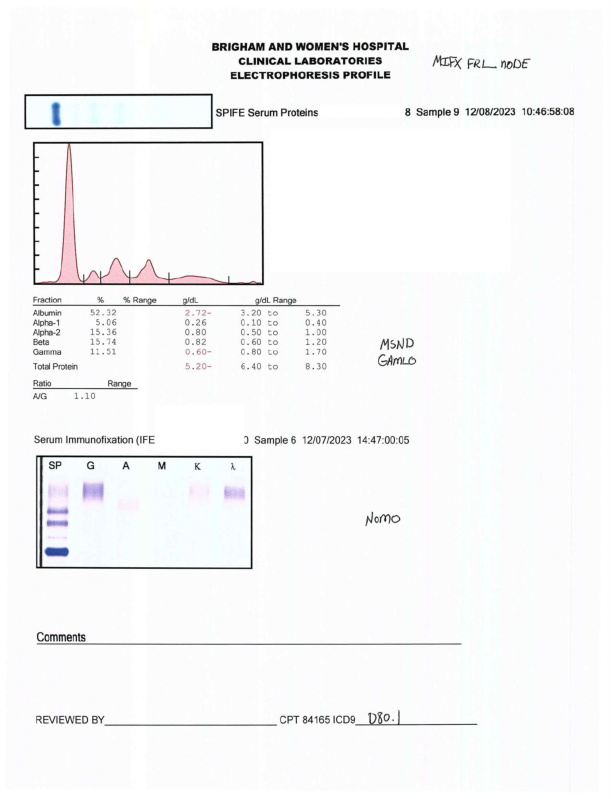 BRIGHAM AND WOMEN'S HOSPITAL
CLINICAL LABORATORIES
ELECTROPHORESIS PROFILE
MIFX FRL NODE
SPIFE Serum Proteins 8 Sample 9 12/08/2023 10:46:58:08
Fraction % % Range g/dL g/dL Range
Albumin 52.32 2.72- 3.20 to 5.30
Alpha-1 5.06 0.26 0.10 to 0.40
Alpha-2 15.36 0.80 0.50 to 1.00
Beta 15.74 0.82 0.60 to 1.20
Gamma 11.51 0.60- 0.80 to 1.70
Total Protein 5.20- 6.40 to 8.30
MSND
GAMLO
Ratio Range
A/G 1.10
Serum Immunofixation (IFE Sample 6 12/07/2023 14:47:00:05
SP G A M K λ
NOMO
Comments
REVIEWED BY CPT 84165 ICD9 D80.1